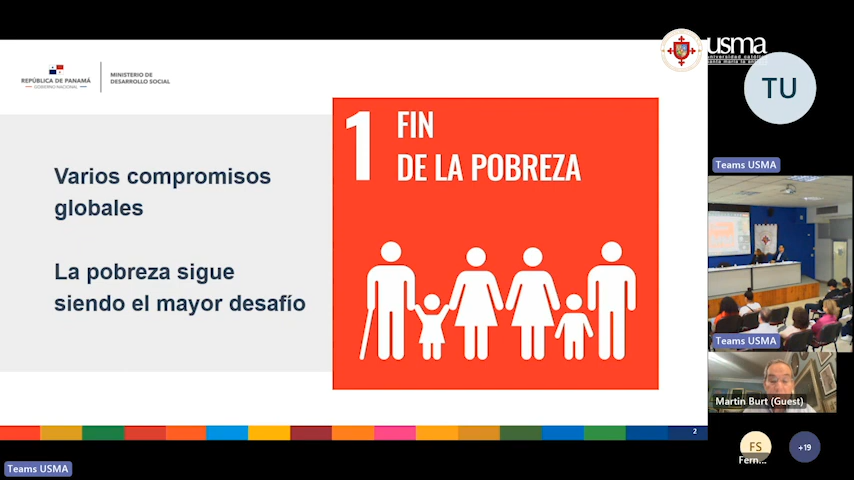 REPÚBLICA DE PANAMÁ
GOBIERNO NACIONAL
MINISTERIO DE
DESARROLLO SOCIAL
Varios compromisos
globales
La pobreza sigue
siendo el mayor desafío
1
FIN
DE LA POBREZA
2
Teams USMA
usma
TU
Teams USMA
Teams USMA
Martin Burt (Guest)
FS
Fern...
+19